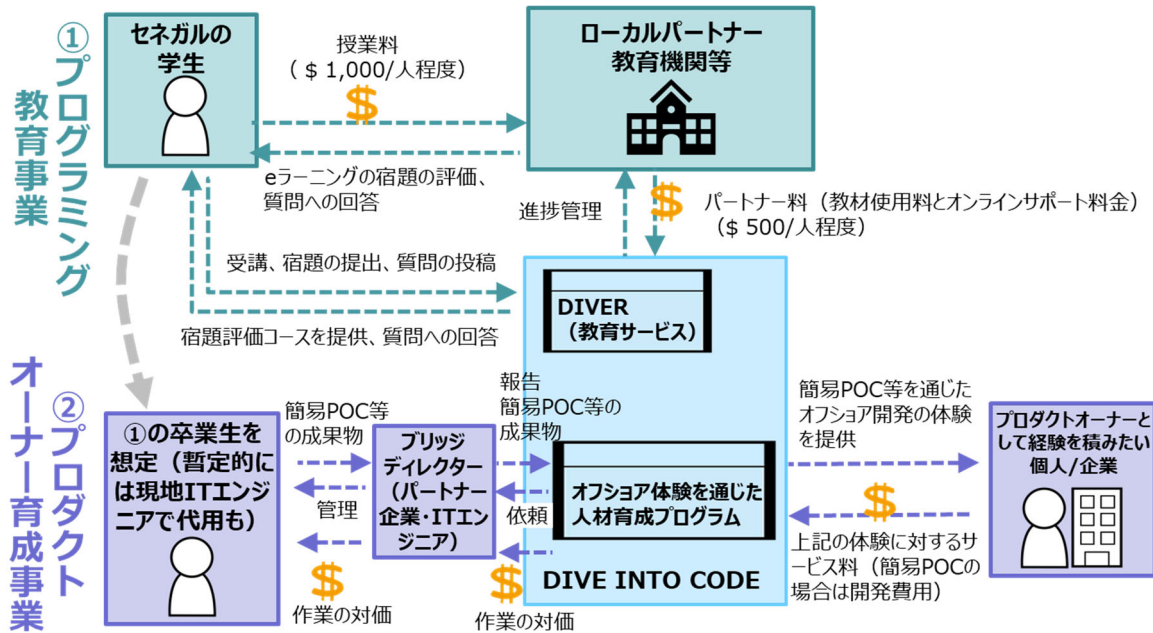 ①プログラミング
教育事業
セネガルの
学生
授業料
（＄1,000/人程度）
ローカルパートナー
教育機関等
eラーニングの宿題の評価、
質問への回答
進捗管理
パートナー料（教材使用料とオンラインサポート料金）
（＄500/人程度）
受講、宿題の提出、質問の投稿
宿題評価コースを提供、質問への回答
DIVER
（教育サービス）
②プロダクト
オーナー育成事業
①の卒業生を
想定（暫定的に
は現地ITエンジ
ニアで代用も）
簡易POC等
の成果物
管理
作業の対価
ブリッジ
ディレクター
（パートナー
企業・ITエン
ジニア）
報告
簡易POC等の
成果物
依頼
作業の対価
オフショア体験を通じた
人材育成プログラム
DIVE INTO CODE
簡易POC等を通じた
オフショア開発の体験
を提供
上記の体験に対するサ
ービス料（簡易POCの
場合は開発費用）
プロダクトオーナーと
して経験を積みたい
個人/企業